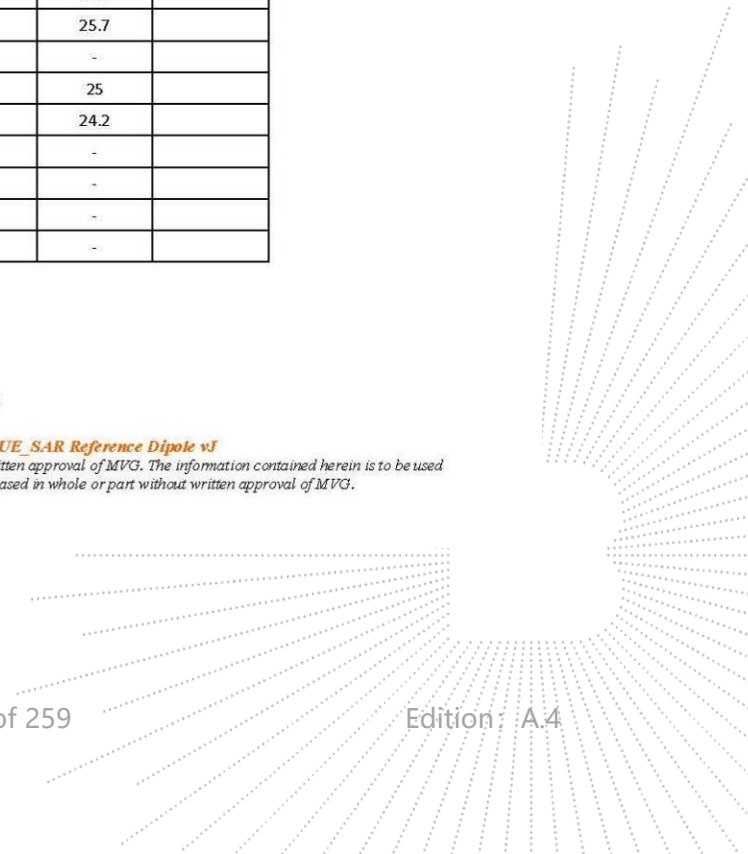 25.7
-
25
24.2
-
-
-
-
UE_SAR Reference Dipole vJ
tten approval of MVG. The information contained herein is to be used
ased in whole or part without written approval of MVG.
of 259
Edition: A.4